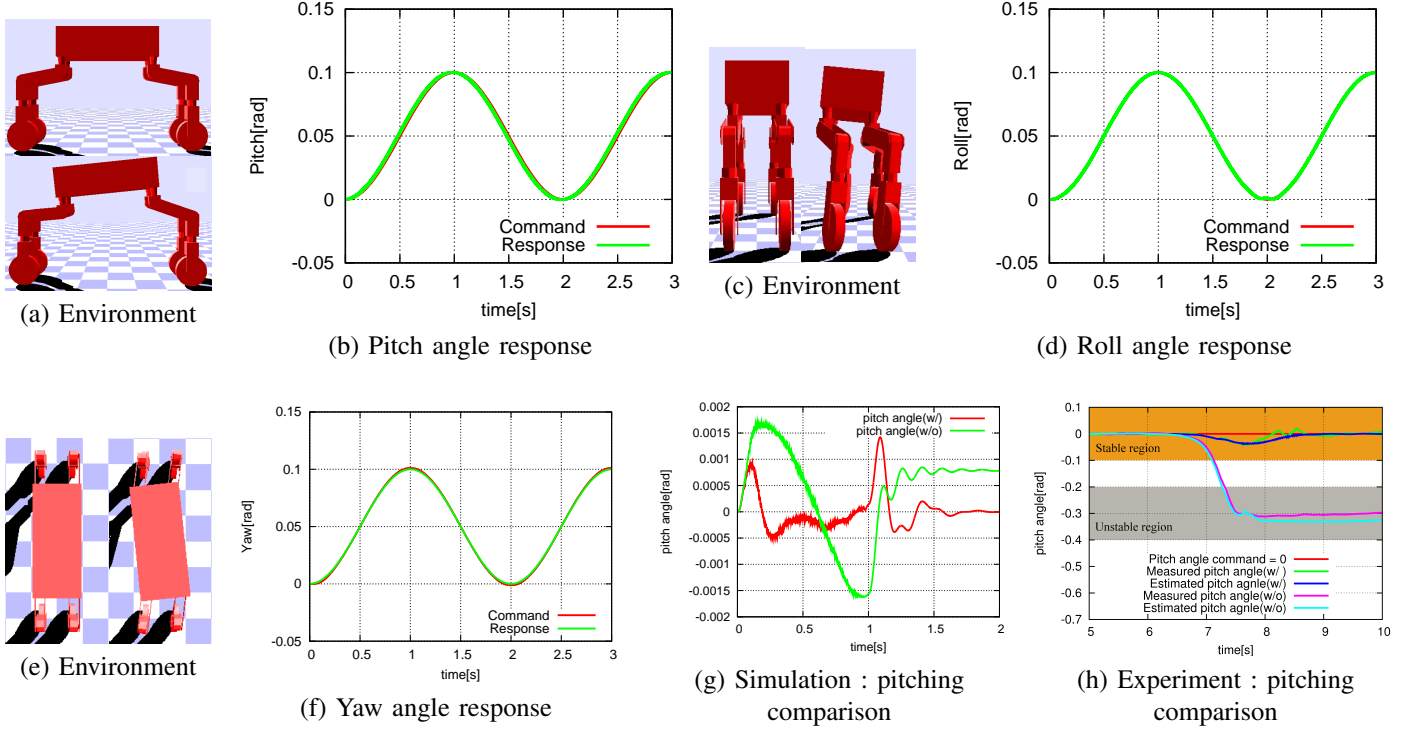 0.15
0.1
0.05
0
-0.05
Pitch[rad]
Command
Response
0 0.5 1 1.5 2 2.5 3
time[s]
(a) Environment
(b) Pitch angle response
(c) Environment
0.15
0.1
0.05
0
-0.05
Roll[rad]
Command
Response
0 0.5 1 1.5 2 2.5 3
time[s]
(d) Roll angle response
(e) Environment
0.15
0.1
0.05
0
-0.05
Yaw[rad]
Command
Response
0 0.5 1 1.5 2 2.5 3
time[s]
(f) Yaw angle response
0.002
0.0015
0.001
0.0005
0
-0.0005
-0.001
-0.0015
-0.002
pitch angle[rad]
pitch angle(w/)
pitch angle(w/o)
0 0.5 1 1.5 2
time[s]
(g) Simulation : pitching
comparison
0.1
0
-0.1
-0.2
-0.3
-0.4
-0.5
-0.6
-0.7
pitch angle[rad]
Stable region
Unstable region
Pitch angle command = 0
Measured pitch angle(w/ )
Estimated pitch agnle(w/)
Measured pitch angle(w/o)
Estimated pitch agnle(w/o)
5 6 7 8 9 10
time[s]
(h) Experiment : pitching
comparison